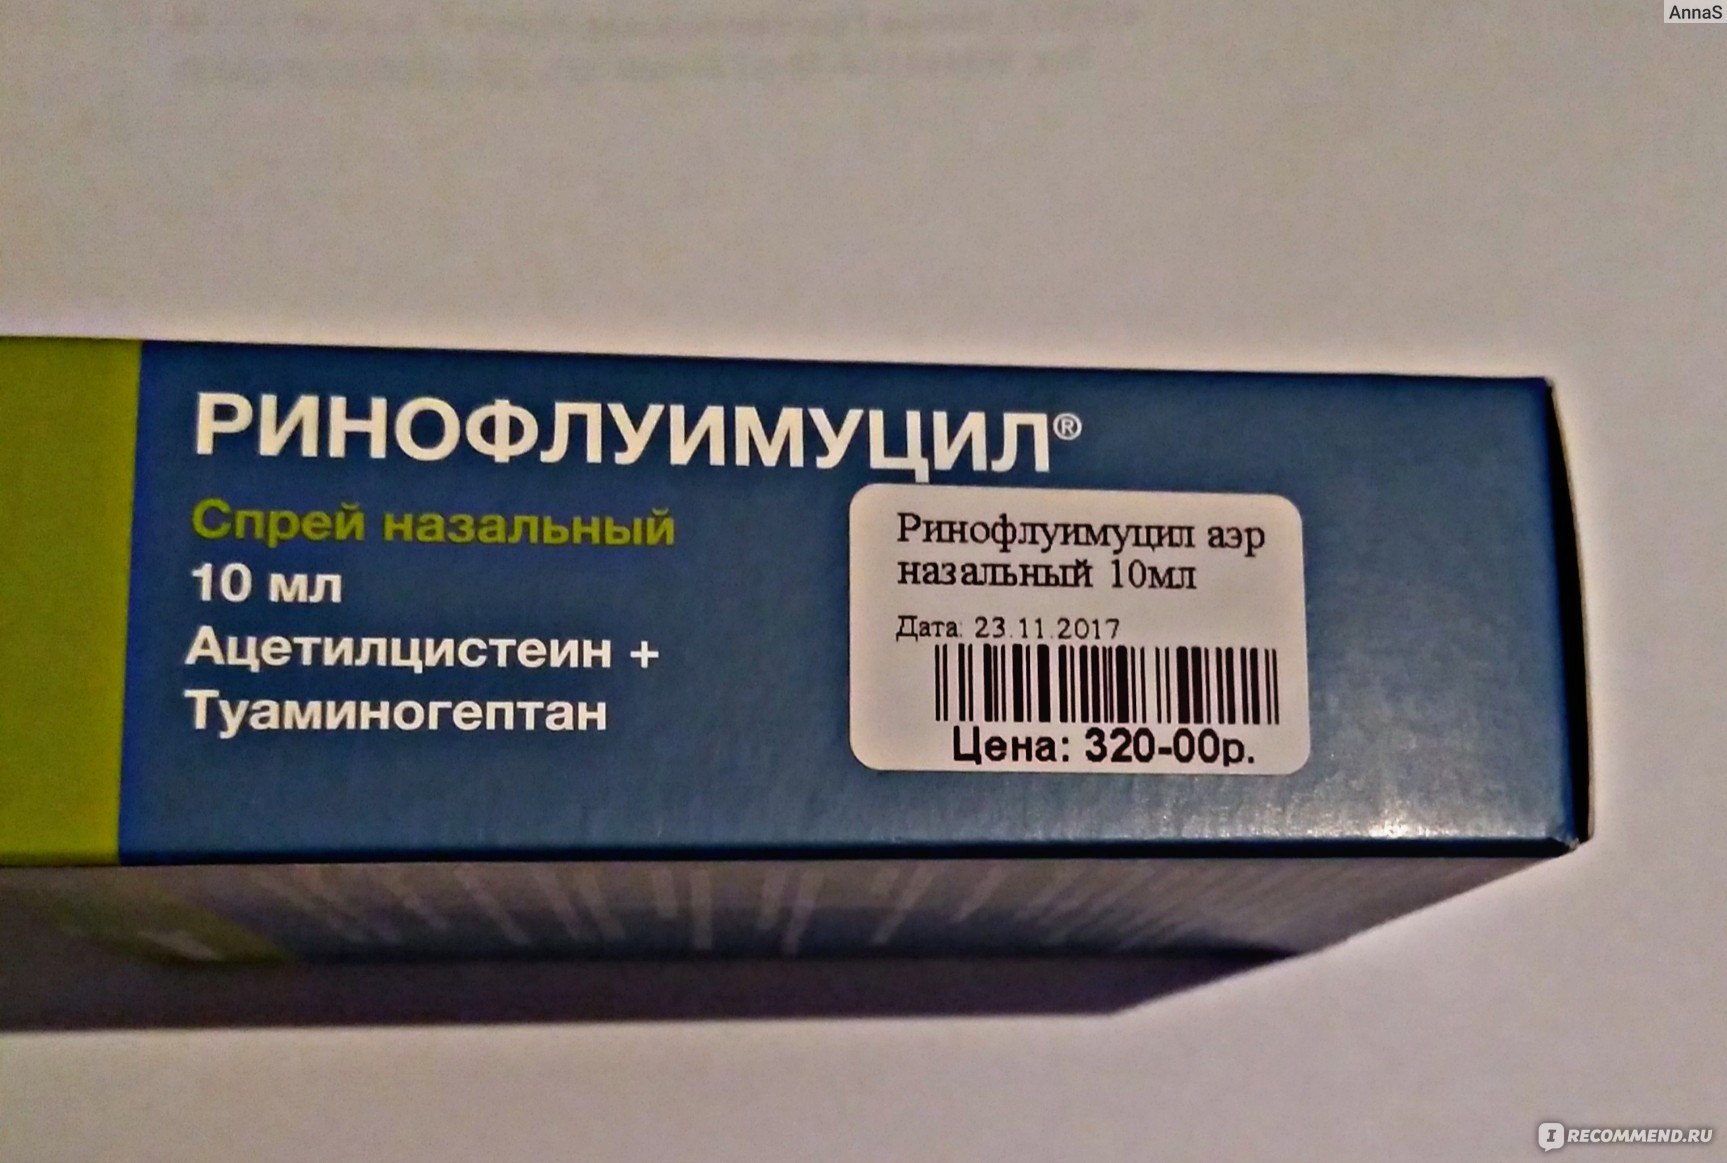 AnnaS
РИНОФЛУИМУЦИЛ®
Спрей назальный
10 мл
Ацетилцистеин +
Туаминогептан
Ринофлуимуцил аэр
назальный 10мл
Дата: 23.11.2017
Цена: 320-00р.
IRECOMMEND.RU